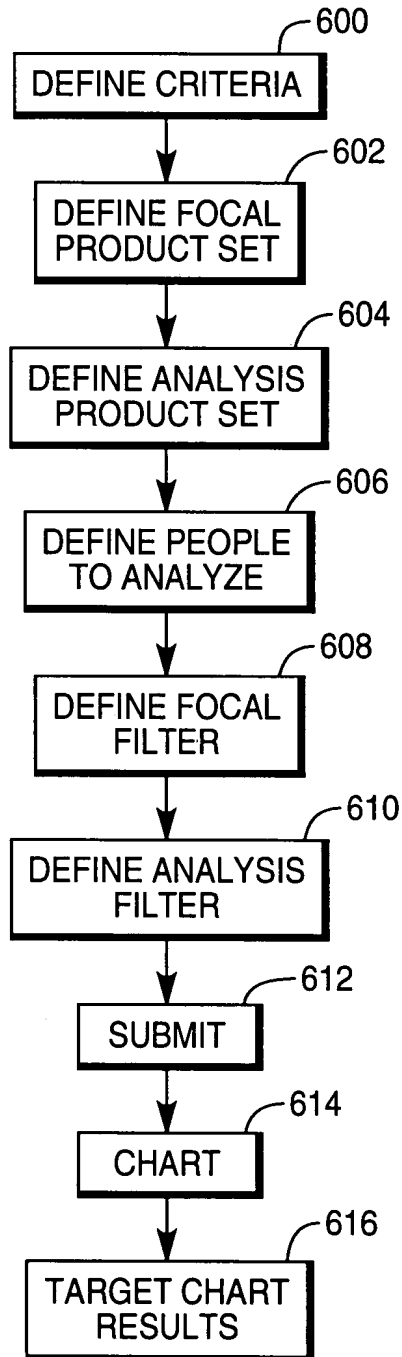 600
DEFINE CRITERIA
602
DEFINE FOCAL
PRODUCT SET
604
DEFINE ANALYSIS
PRODUCT SET
606
DEFINE PEOPLE
TO ANALYZE
608
DEFINE FOCAL
FILTER
610
DEFINE ANALYSIS
FILTER
612
SUBMIT
614
CHART
616
TARGET CHART
RESULTS